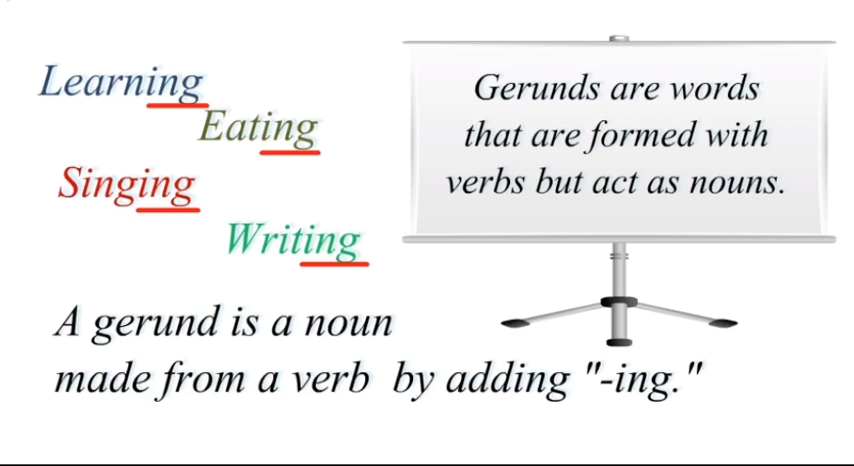 Learning
Eating
Singing
Writing
Gerunds are words
that are formed with
verbs but act as nouns.
A gerund is a noun
made from a verb by adding "-ing."